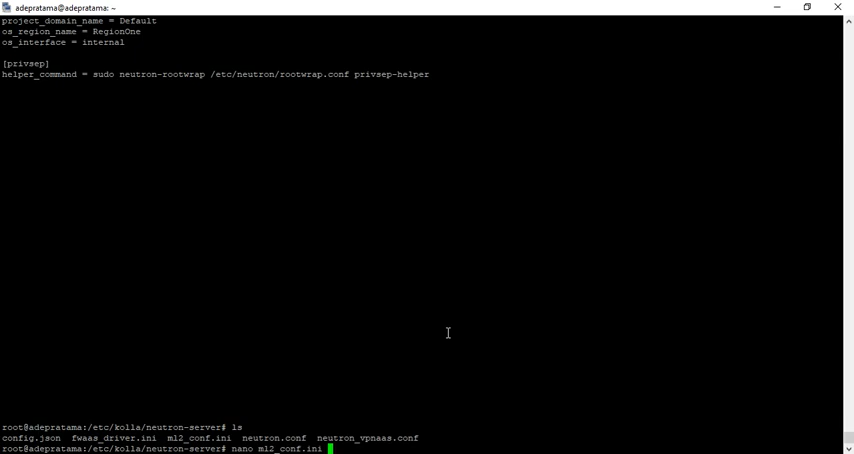 adepratama@adepratama: ~
project_domain_name = Default
os_region_name = RegionOne
os_interface = internal
[privsep]
helper_command = sudo neutron-rootwrap /etc/neutron/rootwrap.conf privsep-helper
root@adepratama:/etc/kolla/neutron-server# ls
config.json  fwaas_driver.ini  ml2_conf.ini  neutron.conf  neutron_vpnaas.conf
root@adepratama:/etc/kolla/neutron-server# nano ml2_conf.ini